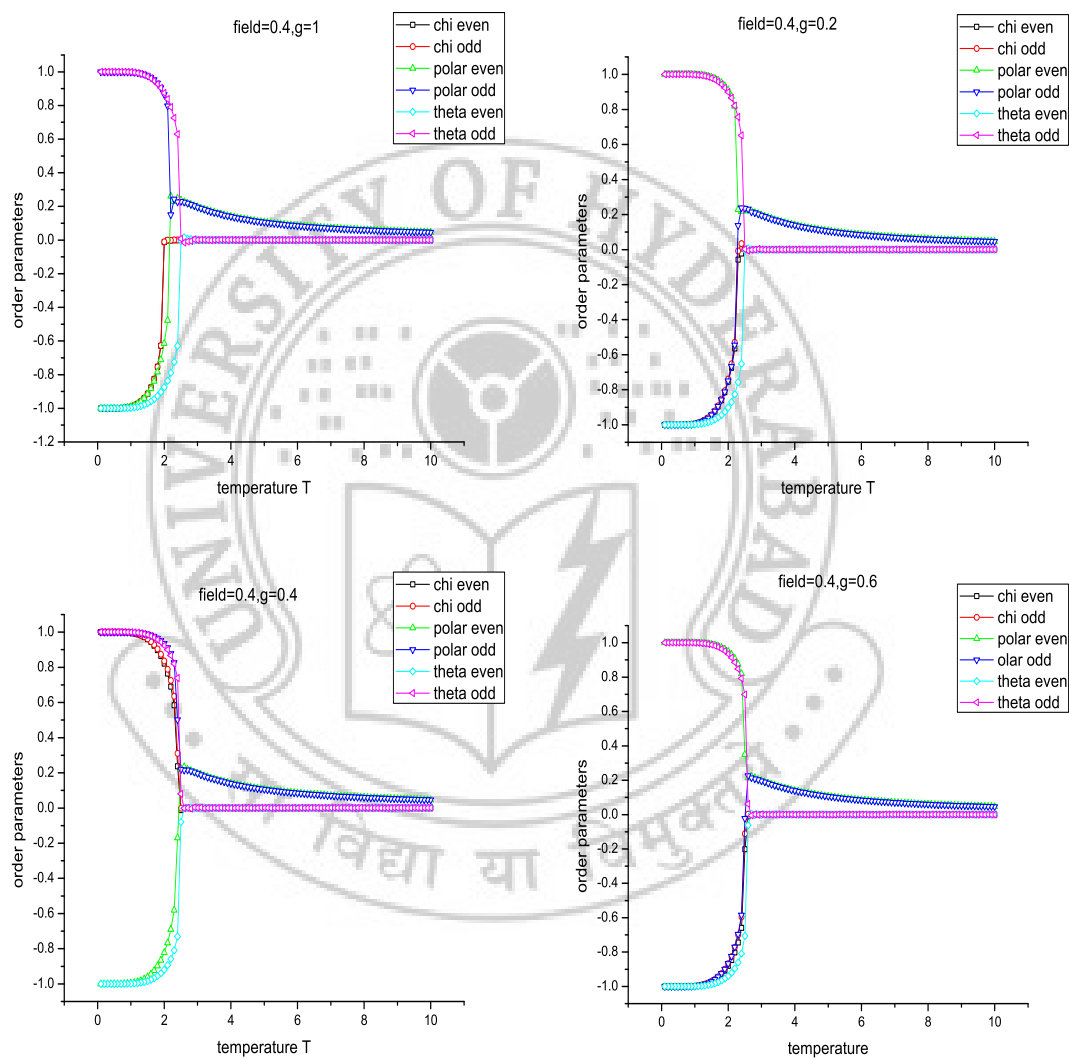 field=0.4,g=1
chi even
chi odd
polar even
polar odd
theta even
theta odd
order parameters
1.0
0.8
0.6
0.4
0.2
0.0
-0.2
-0.4
-0.6
-0.8
-1.0
-1.2
0 2 4 6 8 10
temperature T
field=0.4,g=0.2
chi even
chi odd
polar even
polar odd
theta even
theta odd
order parameters
1.0
0.8
0.6
0.4
0.2
0.0
-0.2
-0.4
-0.6
-0.8
-1.0
0 2 4 6 8 10
temperature T
field=0.4,g=0.4
chi even
chi odd
polar even
polar odd
theta even
theta odd
order parameters
1.0
0.8
0.6
0.4
0.2
0.0
-0.2
-0.4
-0.6
-0.8
-1.0
0 2 4 6 8 10
temperature T
field=0.4,g=0.6
chi even
chi odd
polar even
olar odd
theta even
theta odd
order parameters
1.0
0.8
0.6
0.4
0.2
0.0
-0.2
-0.4
-0.6
-0.8
-1.0
0 2 4 6 8 10
temperature
UNIVERSITY OF HYDERABAD
विद्या या